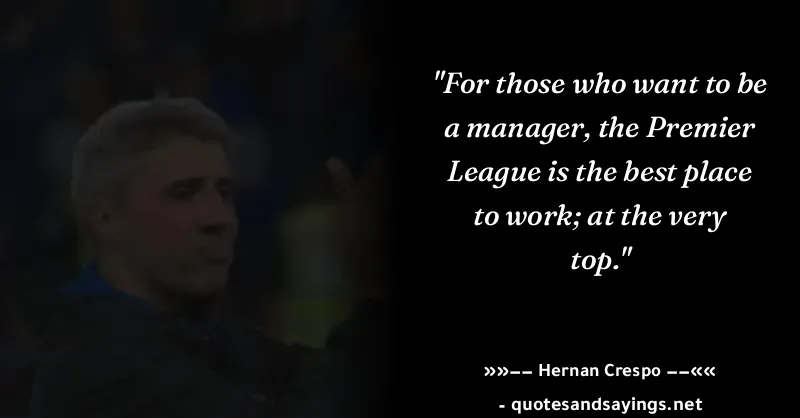 "For those who want to be
a manager, the Premier
League is the best place
to work; at the very
top."
»»−− Hernan Crespo −−««
- quotesandsayings.net